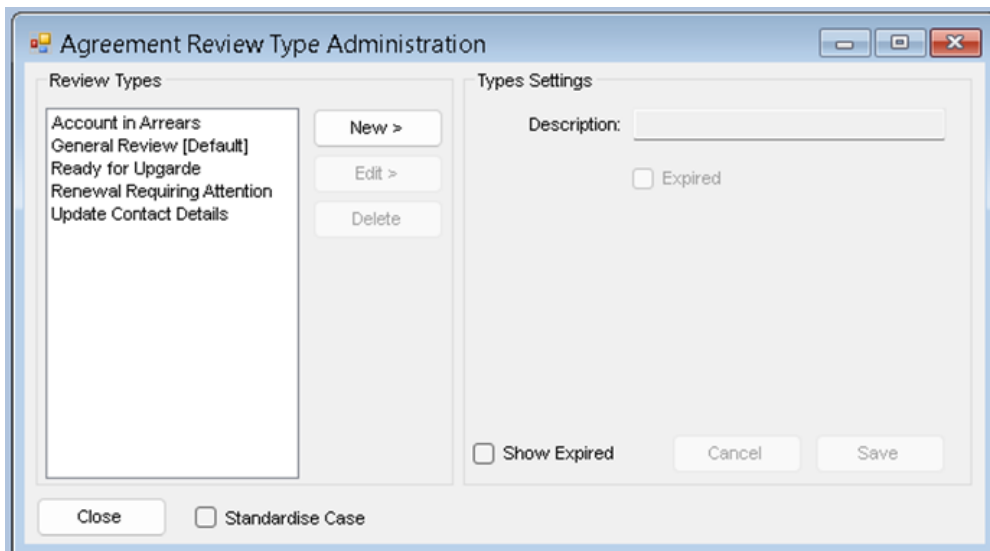 Agreement Review Type Administration
Review Types
Account in Arrears
General Review [Default]
Ready for Upgarde
Renewal Requiring Attention
Update Contact Details
New >
Edit >
Delete
Types Settings
Description:
Expired
Show Expired
Cancel
Save
Close
Standardise Case